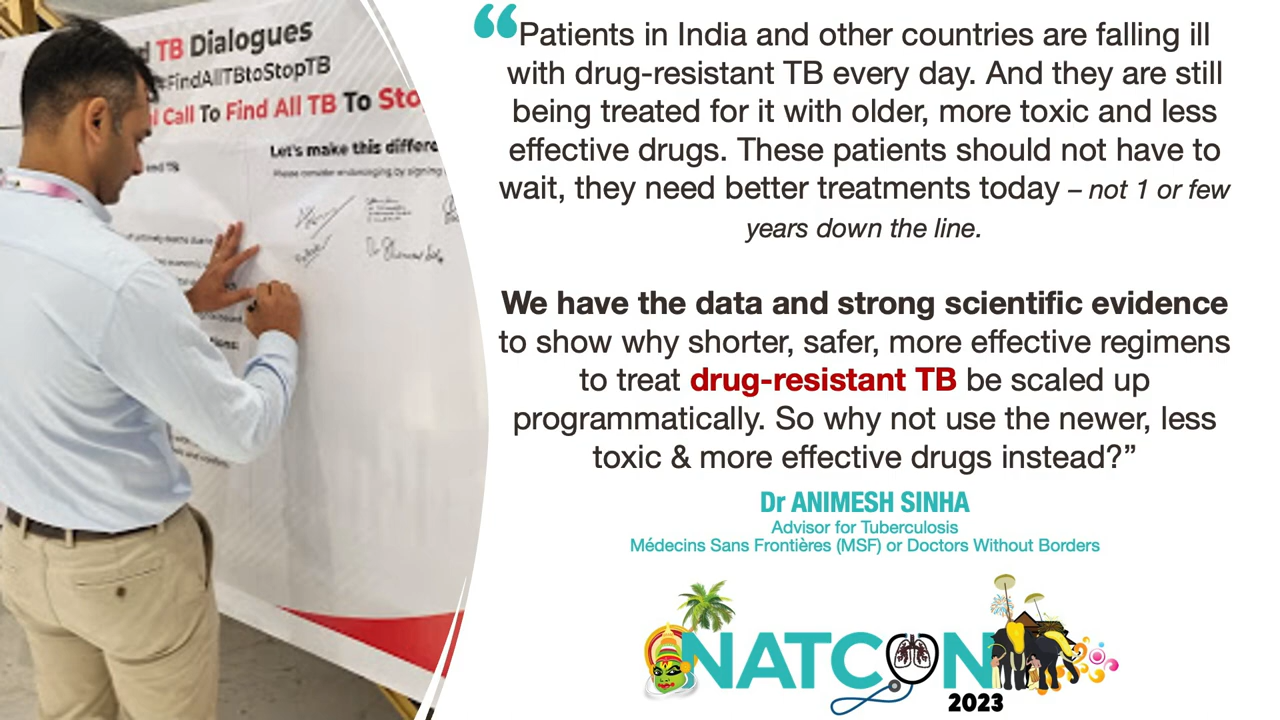 d TB Dialogues
#FindAllTBtoStopTB
l Call To Find All TB To Sto
Let's make this differe
Please consider endorsing by signing
“Patients in India and other countries are falling ill
with drug-resistant TB every day. And they are still
being treated for it with older, more toxic and less
effective drugs. These patients should not have to
wait, they need better treatments today – not 1 or few
years down the line.
We have the data and strong scientific evidence
to show why shorter, safer, more effective regimens
to treat drug-resistant TB be scaled up
programmatically. So why not use the newer, less
toxic & more effective drugs instead?”
Dr ANIMESH SINHA
Advisor for Tuberculosis
Médecins Sans Frontières (MSF) or Doctors Without Borders
NATCON
2023